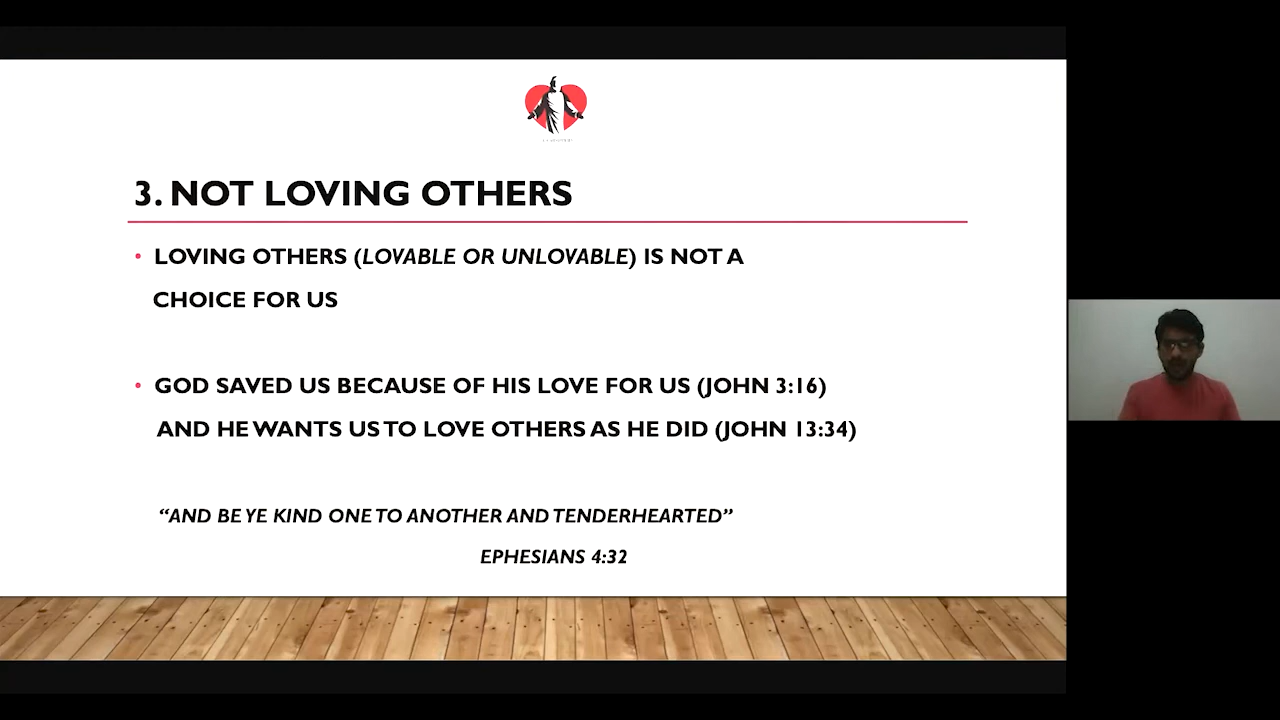 3. NOT LOVING OTHERS
• LOVING OTHERS (LOVABLE OR UNLOVABLE) IS NOT A
CHOICE FOR US
• GOD SAVED US BECAUSE OF HIS LOVE FOR US (JOHN 3:16)
AND HE WANTS US TO LOVE OTHERS AS HE DID (JOHN 13:34)
“AND BE YE KIND ONE TO ANOTHER AND TENDERHEARTED”
EPHESIANS 4:32